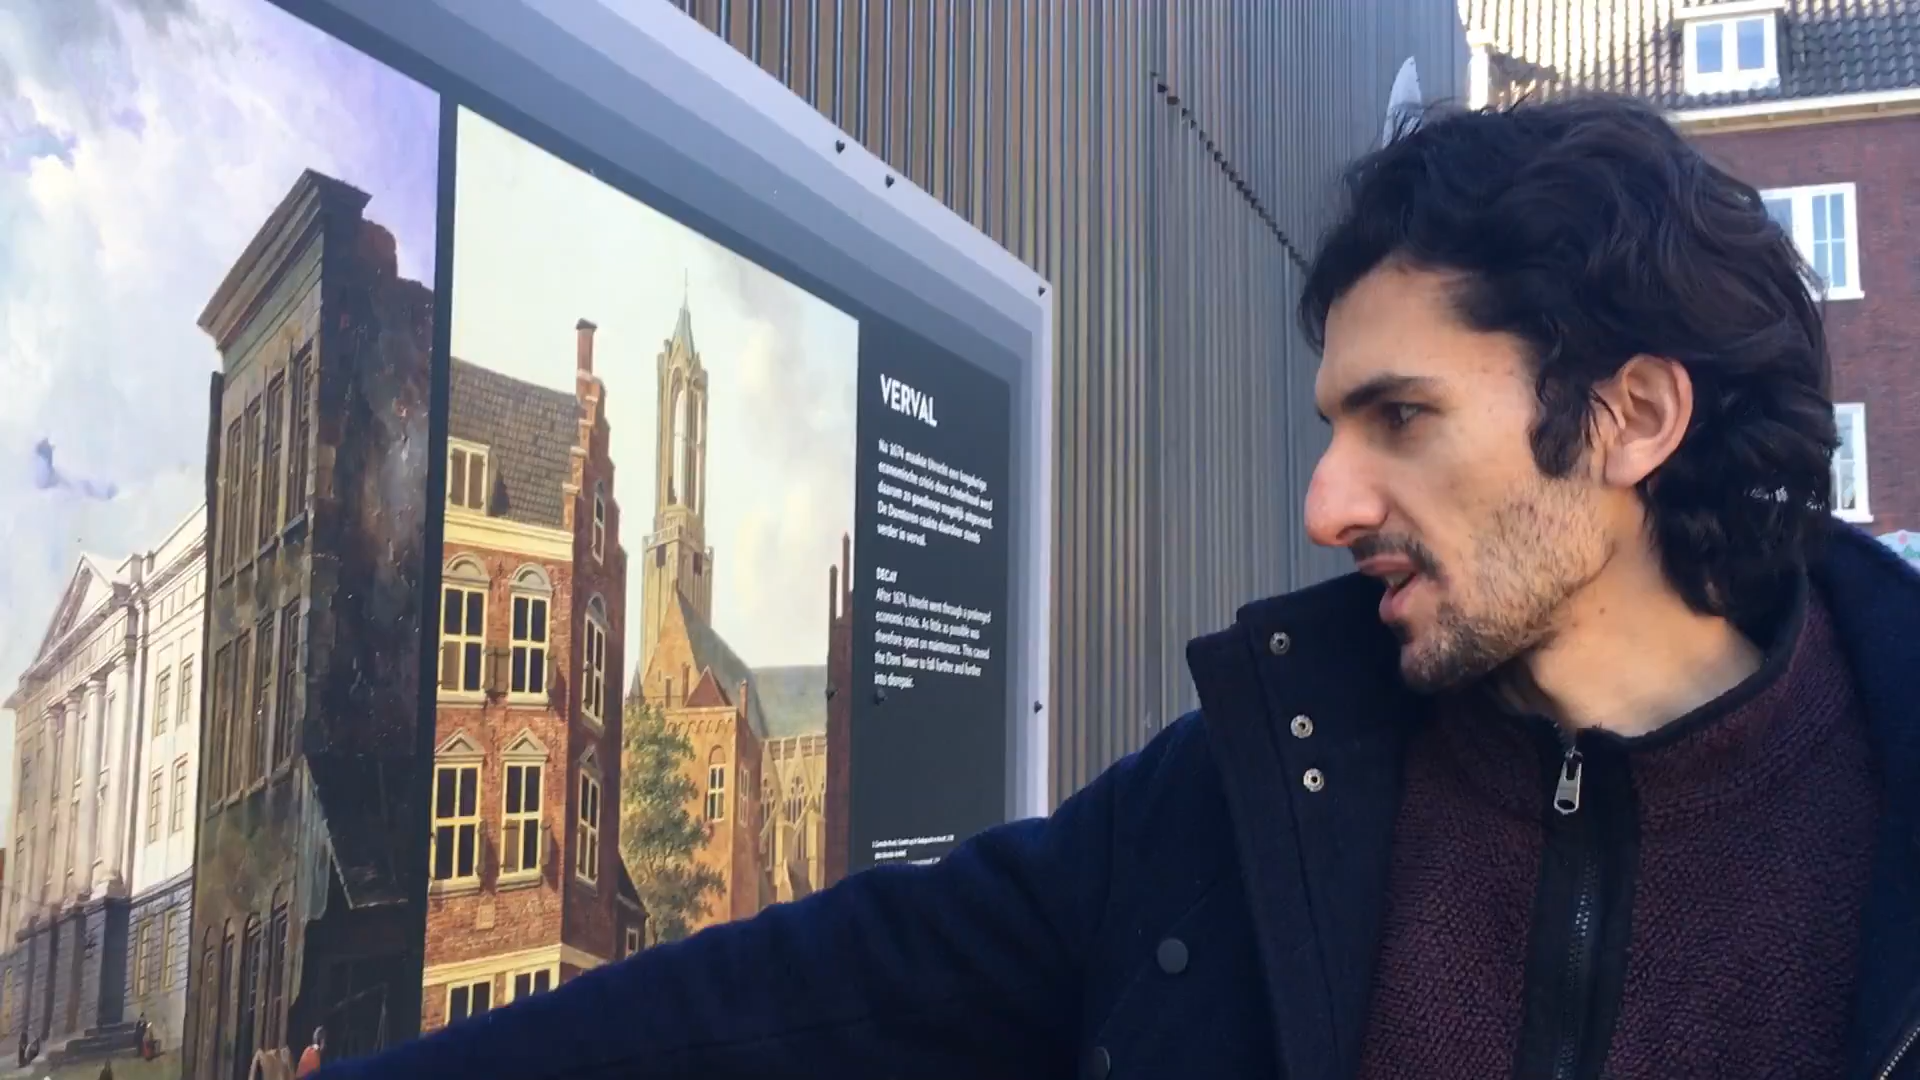 VERVAL
Na 1674 maakte Utrecht een langdurige
economische crisis door. Onderhoud werd
daarom zo goedkoop mogelijk uitgevoerd.
De Domtoren raakte daardoor steeds
verder in verval.
DECAY
After 1674, Utrecht went through a prolonged
economic crisis. As little as possible was
therefore spent on maintenance. This caused
the Dom Tower to fall further and further
into disrepair.